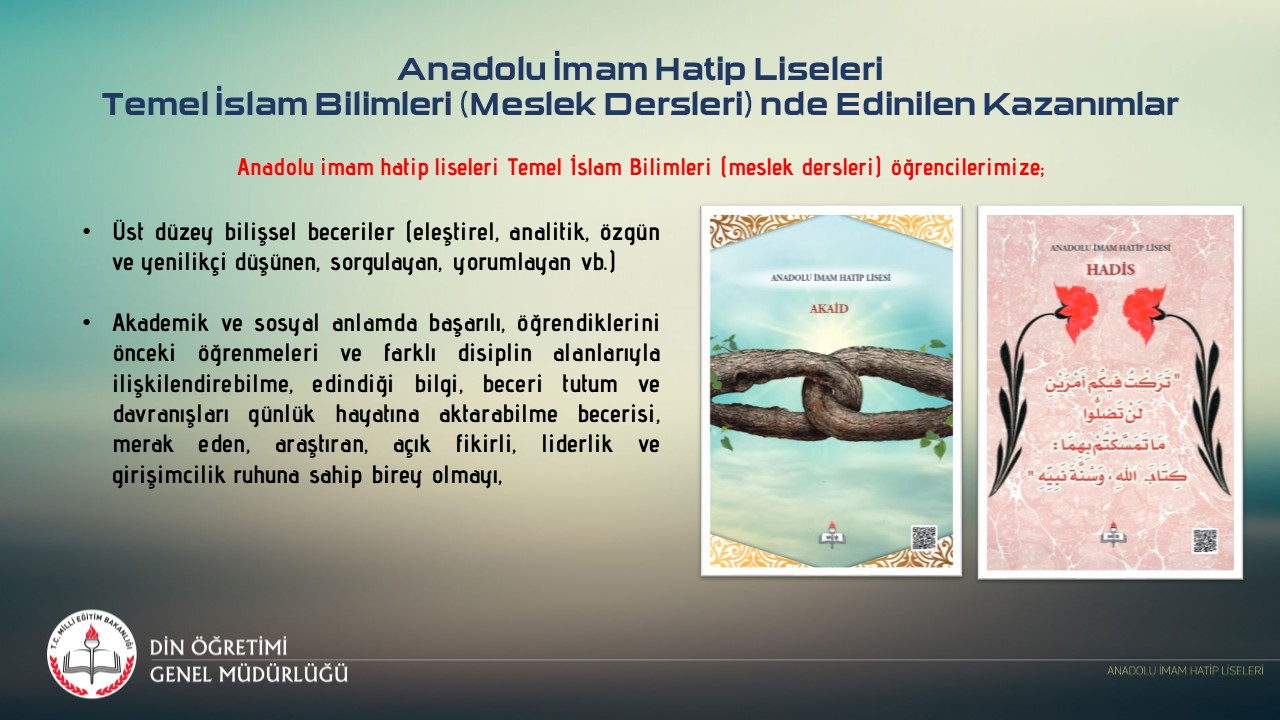 Anadolu İmam Hatip Liseleri
Temel İslam Bilimleri (Meslek Dersleri) nde Edinilen Kazanımlar
Anadolu imam hatip liseleri Temel İslam Bilimleri (meslek dersleri) öğrencilerimize;
• Üst düzey bilişsel beceriler (eleştirel, analitik, özgün
ve yenilikçi düşünen, sorgulayan, yorumlayan vb.)
• Akademik ve sosyal anlamda başarılı, öğrendiklerini
önceki öğrenmeleri ve farklı disiplin alanlarıyla
ilişkilendirebilme, edindiği bilgi, beceri tutum ve
davranışları günlük hayatına aktarabilme becerisi,
merak eden, araştıran, açık fikirli, liderlik ve
girişimcilik ruhuna sahip birey olmayı,
ANADOLU İMAM HATİP LİSESİ
AKAİD
ANADOLU İMAM HATİP LİSESİ
HADİS
"تَرَكْتُ فِيكُمْ أَمْرَيْنِ
لَنْ تَضِلُّوا
مَا تَمَسَّكْتُمْ بِهِمَا:
كِتَابَ اللهِ، وَسُنَّةَ نَبِيِّهِ"
T.C. MİLLİ EĞİTİM BAKANLIĞI
DİN ÖĞRETİMİ
GENEL MÜDÜRLÜĞÜ
ANADOLU İMAM HATİP LİSELERİ